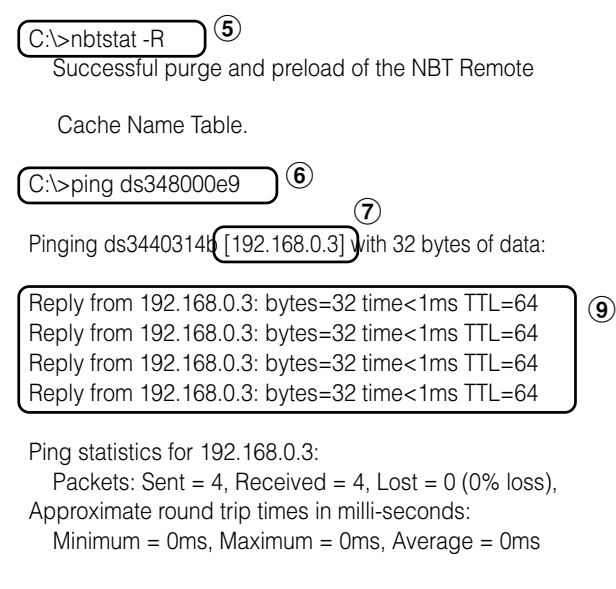 C:\>nbtstat -R ⑤
Successful purge and preload of the NBT Remote
Cache Name Table.
C:\>ping ds348000e9 ⑥
⑦
Pinging ds3440314b [192.168.0.3] with 32 bytes of data:
Reply from 192.168.0.3: bytes=32 time<1ms TTL=64 ⑨
Reply from 192.168.0.3: bytes=32 time<1ms TTL=64
Reply from 192.168.0.3: bytes=32 time<1ms TTL=64
Reply from 192.168.0.3: bytes=32 time<1ms TTL=64
Ping statistics for 192.168.0.3:
Packets: Sent = 4, Received = 4, Lost = 0 (0% loss),
Approximate round trip times in milli-seconds:
Minimum = 0ms, Maximum = 0ms, Average = 0ms